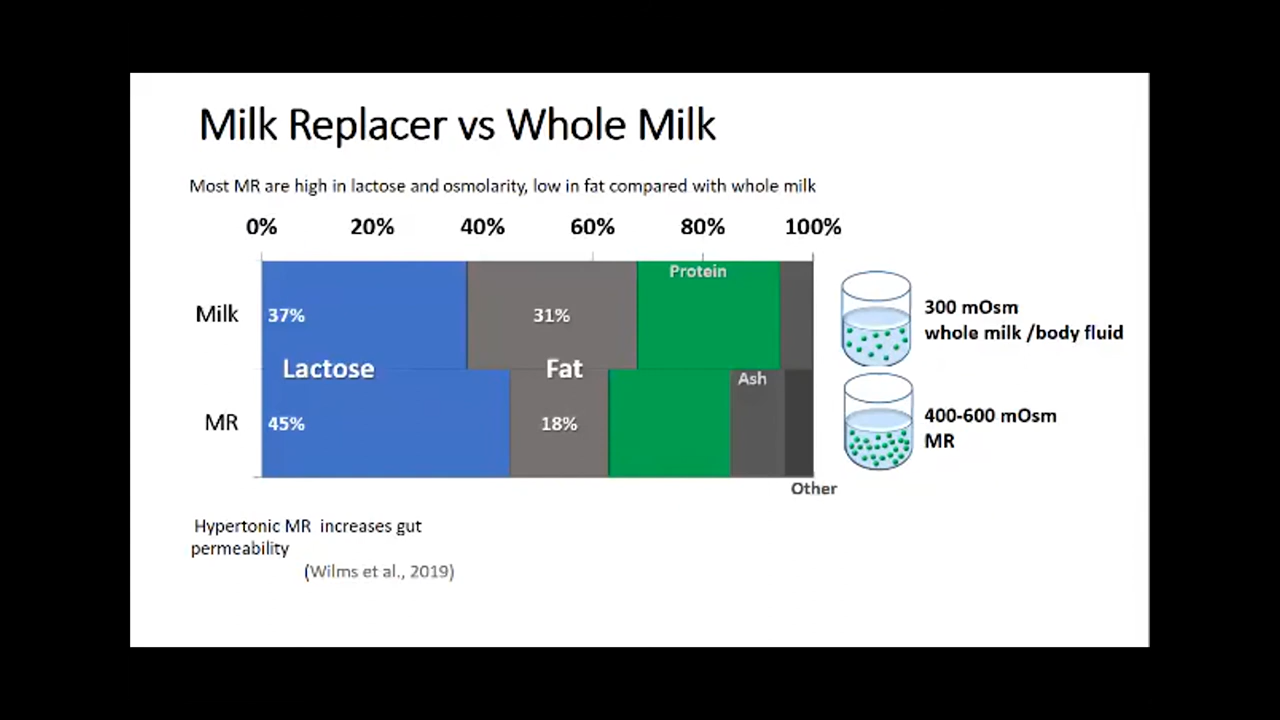 Milk Replacer vs Whole Milk
Most MR are high in lactose and osmolarity, low in fat compared with whole milk
0% 20% 40% 60% 80% 100%
Protein
Milk 37% 31%
300 mOsm
whole milk /body fluid
Lactose Fat
Ash
MR 45% 18%
400-600 mOsm
MR
Other
Hypertonic MR increases gut
permeability
(Wilms et al., 2019)